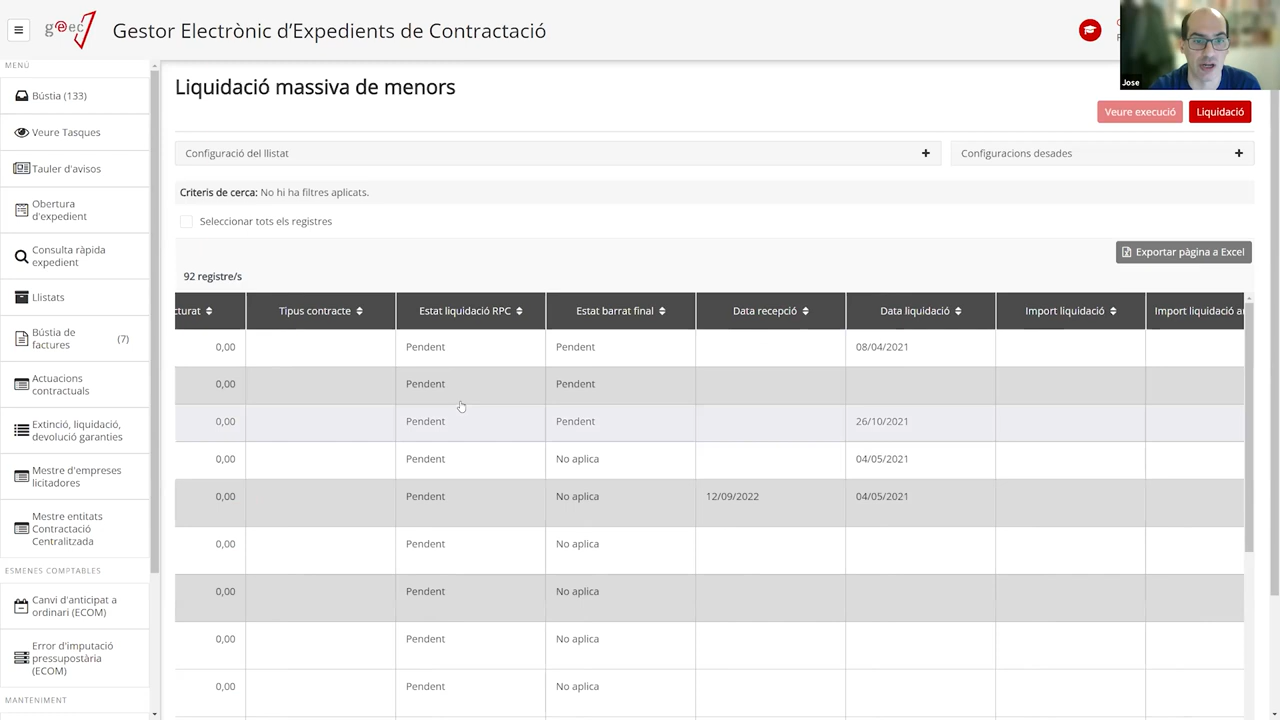 geec
Gestor Electrònic d'Expedients de Contractació
Jose
MENÚ
Bústia (133)
Veure Tasques
Tauler d'avisos
Obertura
d'expedient
Consulta ràpida
expedient
Llistats
Bústia de
factures
(7)
Actuacions
contractuals
Extinció, liquidació,
devolució garanties
Mestre d'empreses
licitadores
Mestre entitats
Contractació
Centralitzada
ESMENES COMPTABLES
Canvi d'anticipat a
ordinari (ECOM)
Error d'imputació
pressupostària
(ECOM)
MANTENIMENT
Liquidació massiva de menors
Veure execució Liquidació
Configuració del llistat + Configuracions desades +
Criteris de cerca: No hi ha filtres aplicats.
Seleccionar tots els registres
Exportar pàgina a Excel
92 registre/s
cturat Tipus contracte Estat liquidació RPC Estat barrat final Data recepció Data liquidació Import liquidació Import liquidació
0,00 Pendent Pendent 08/04/2021
0,00 Pendent Pendent
0,00 Pendent Pendent 26/10/2021
0,00 Pendent No aplica 04/05/2021
0,00 Pendent No aplica 12/09/2022 04/05/2021
0,00 Pendent No aplica
0,00 Pendent No aplica
0,00 Pendent No aplica
0,00 Pendent No aplica